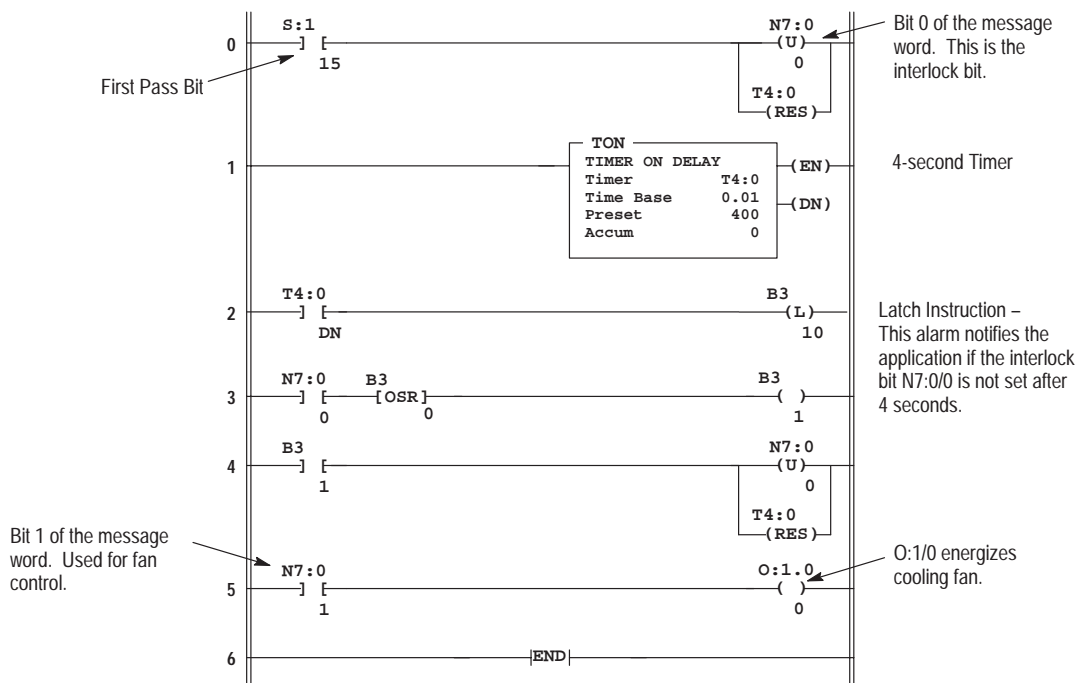 S:1
N7:0
0
] [
(U)
15
0
First Pass Bit
Bit 0 of the message
word. This is the
interlock bit.
T4:0
(RES)
TON
1
TIMER ON DELAY
(EN)
Timer T4:0
Time Base 0.01
(DN)
Preset 400
Accum 0
4-second Timer
T4:0
B3
2
] [
(L)
DN
10
Latch Instruction –
This alarm notifies the
application if the interlock
bit N7:0/0 is not set after
4 seconds.
N7:0 B3
B3
3
] [ [OSR]
( )
0 0
1
B3
N7:0
4
] [
(U)
1
0
T4:0
(RES)
Bit 1 of the message
word. Used for fan
control.
O:1/0 energizes
cooling fan.
N7:0
O:1.0
5
] [
( )
1
0
6
|END|